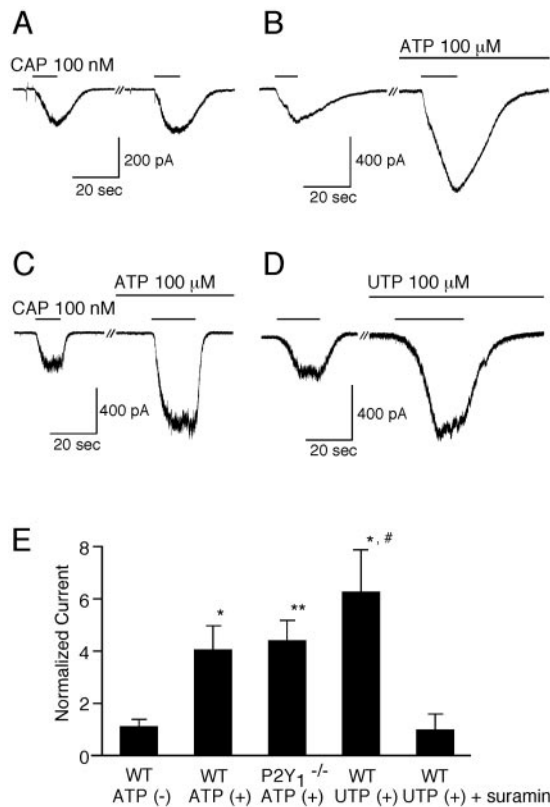 A
B
CAP 100 nM
ATP 100 μM
200 pA
20 sec
400 pA
20 sec
C
D
ATP 100 μM
UTP 100 μM
CAP 100 nM
400 pA
20 sec
400 pA
20 sec
E
Normalized Current
8
6
4
2
0
*
**
*, #
WT WT P2Y1 -/- WT WT
ATP (-) ATP (+) ATP (+) UTP (+) UTP (+) + suramin